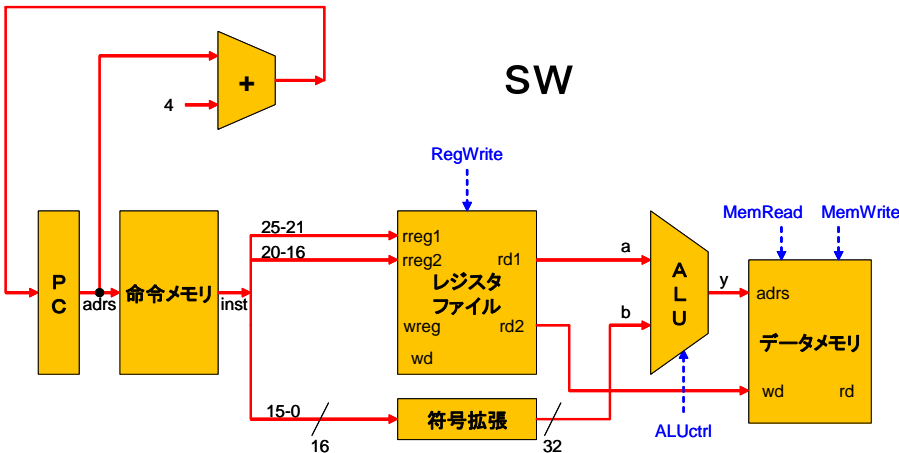 +
4
SW
RegWrite
MemRead
MemWrite
PC
adrs
命令メモリ
inst
25-21
20-16
15-0
16
rreg1
rreg2
wreg
wd
rd1
rd2
レジスタ
ファイル
符号拡張
32
a
b
ALU
y
ALUctrl
adrs
データメモリ
wd
rd